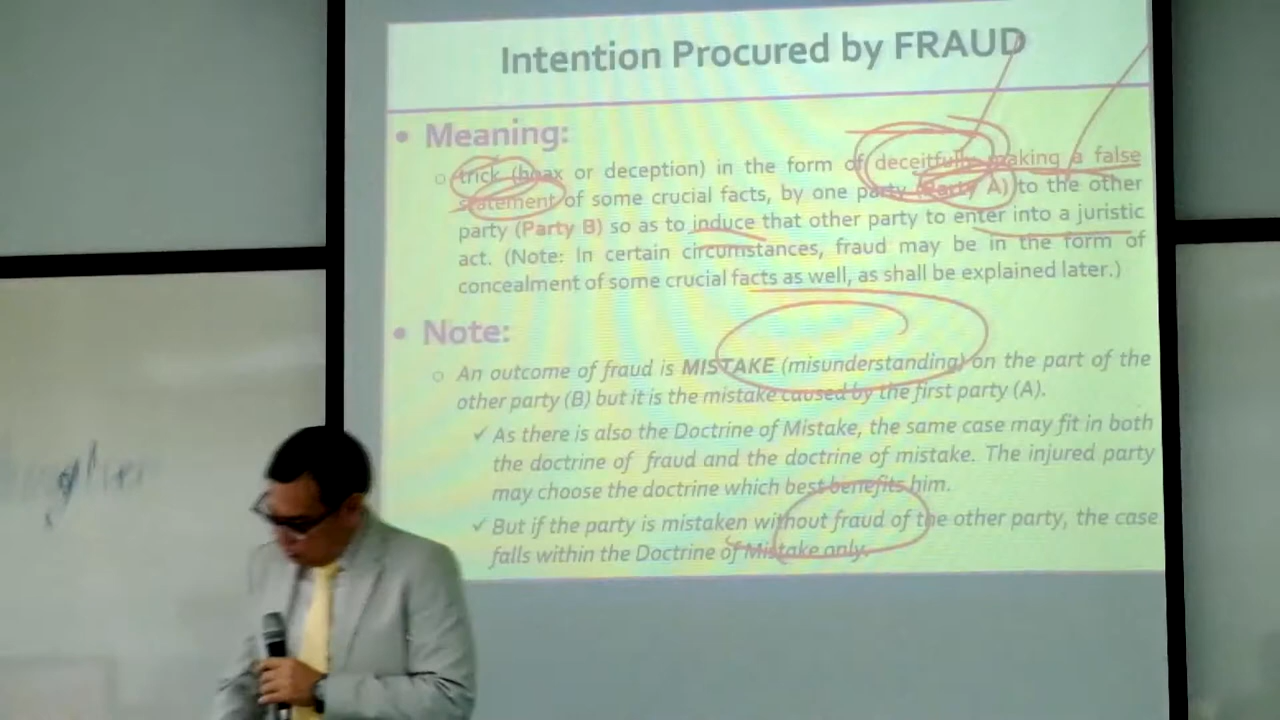 Intention Procured by FRAUD
• Meaning:
o trick (hoax or deception) in the form of deceitfully making a false
statement of some crucial facts, by one party (Party A) to the other
party (Party B) so as to induce that other party to enter into a juristic
act. (Note: In certain circumstances, fraud may be in the form of
concealment of some crucial facts as well, as shall be explained later.)
• Note:
o An outcome of fraud is MISTAKE (misunderstanding) on the part of the
other party (B) but it is the mistake caused by the first party (A).
✓ As there is also the Doctrine of Mistake, the same case may fit in both
the doctrine of fraud and the doctrine of mistake. The injured party
may choose the doctrine which best benefits him.
✓ But if the party is mistaken without fraud of the other party, the case
falls within the Doctrine of Mistake only.